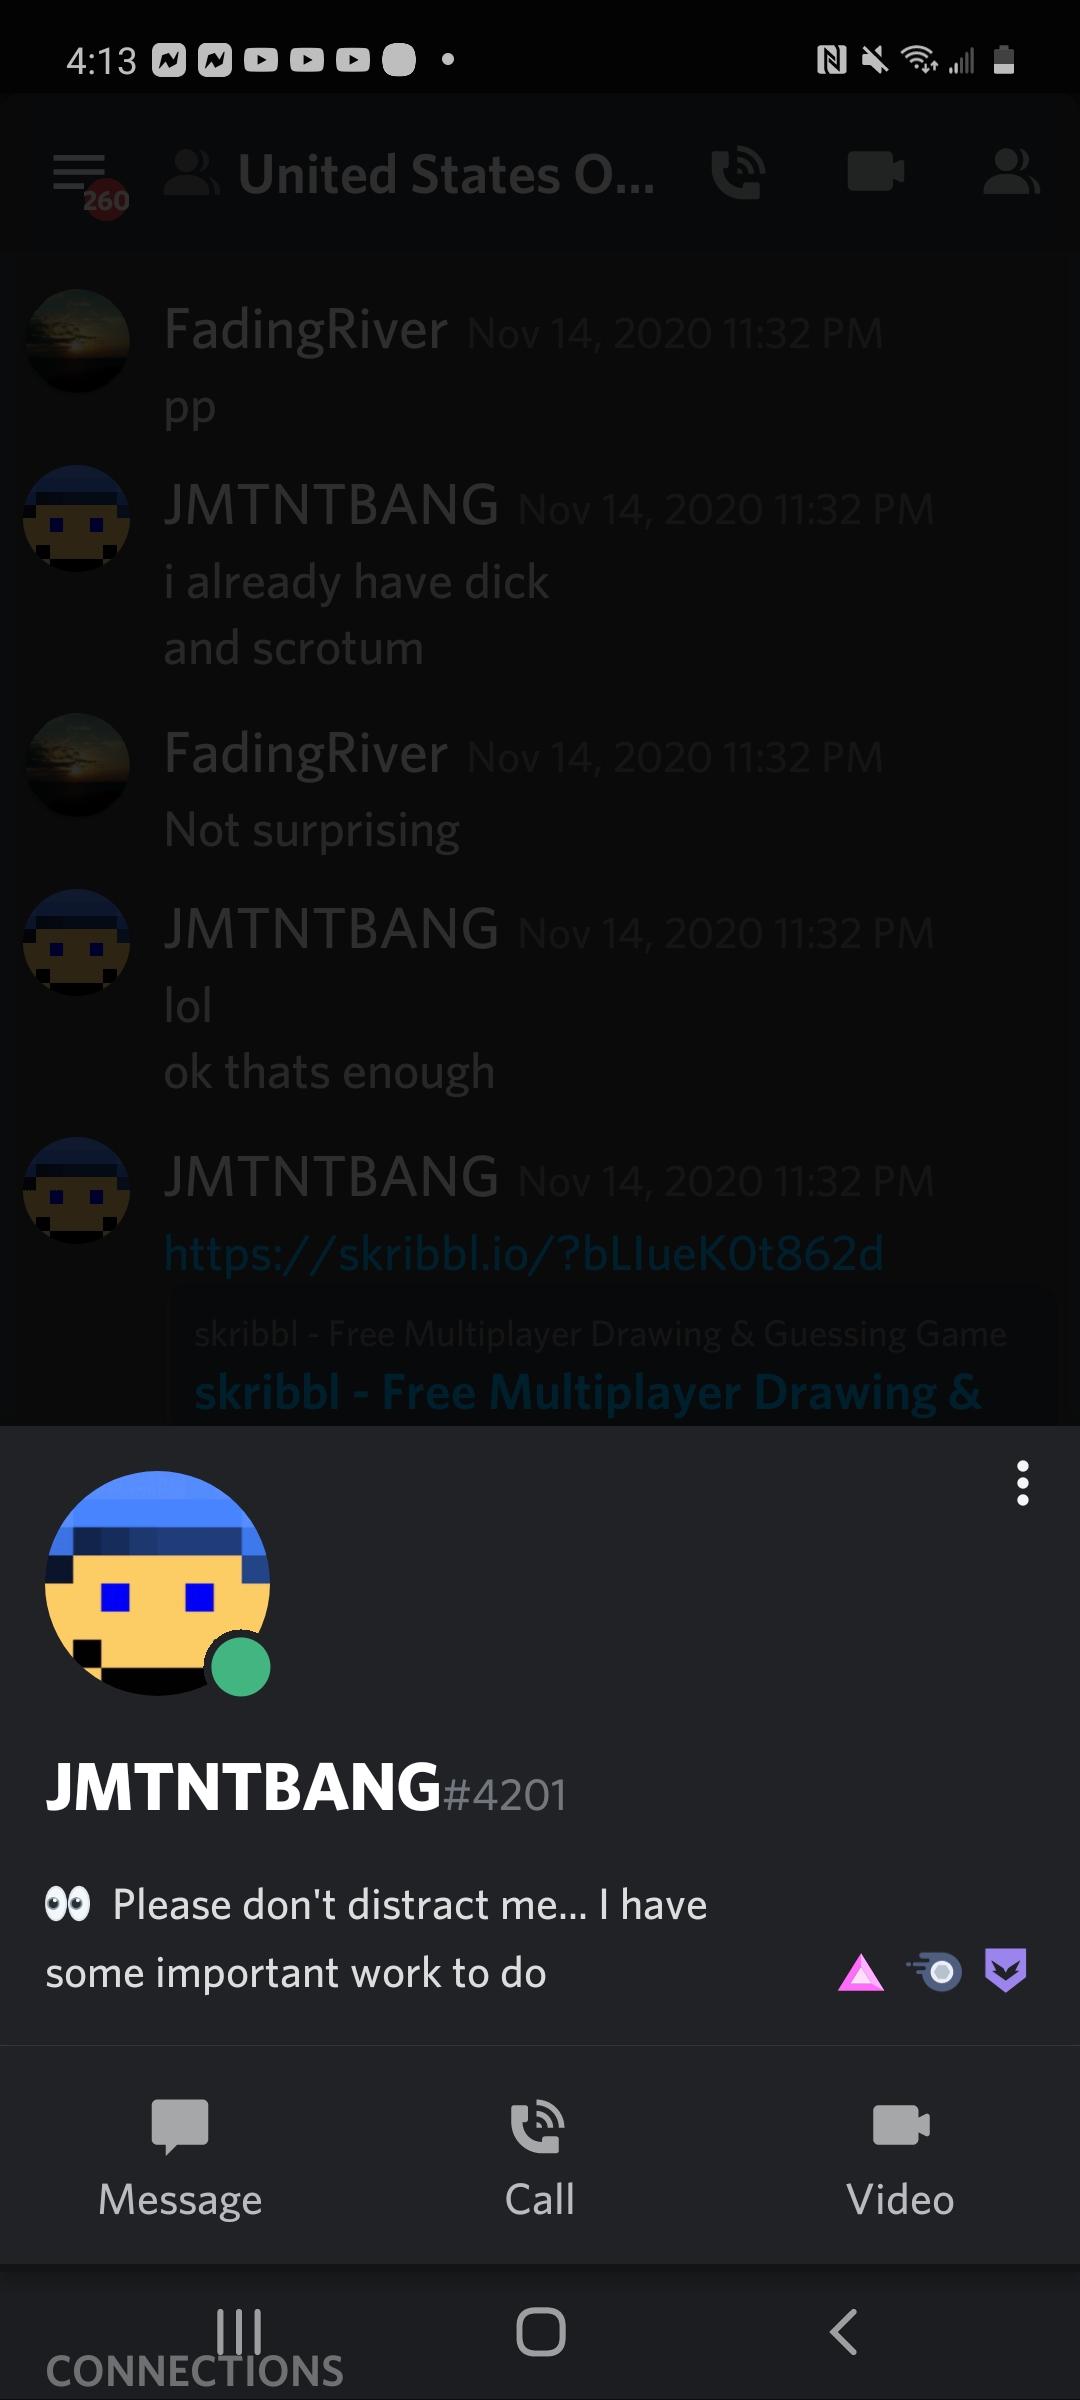 4:13
260
United States O...
FadingRiver Nov 14, 2020 11:32 PM
pp
JMTNTBANG Nov 14, 2020 11:32 PM
i already have dick
and scrotum
FadingRiver Nov 14, 2020 11:32 PM
Not surprising
JMTNTBANG Nov 14, 2020 11:32 PM
lol
ok thats enough
JMTNTBANG Nov 14, 2020 11:32 PM
https://skribbl.io/?bLIueK0t862d
skribbl - Free Multiplayer Drawing & Guessing Game
skribbl - Free Multiplayer Drawing &
JMTNTBANG#4201
👀 Please don't distract me... I have
some important work to do
Message Call Video
CONNECTIONS